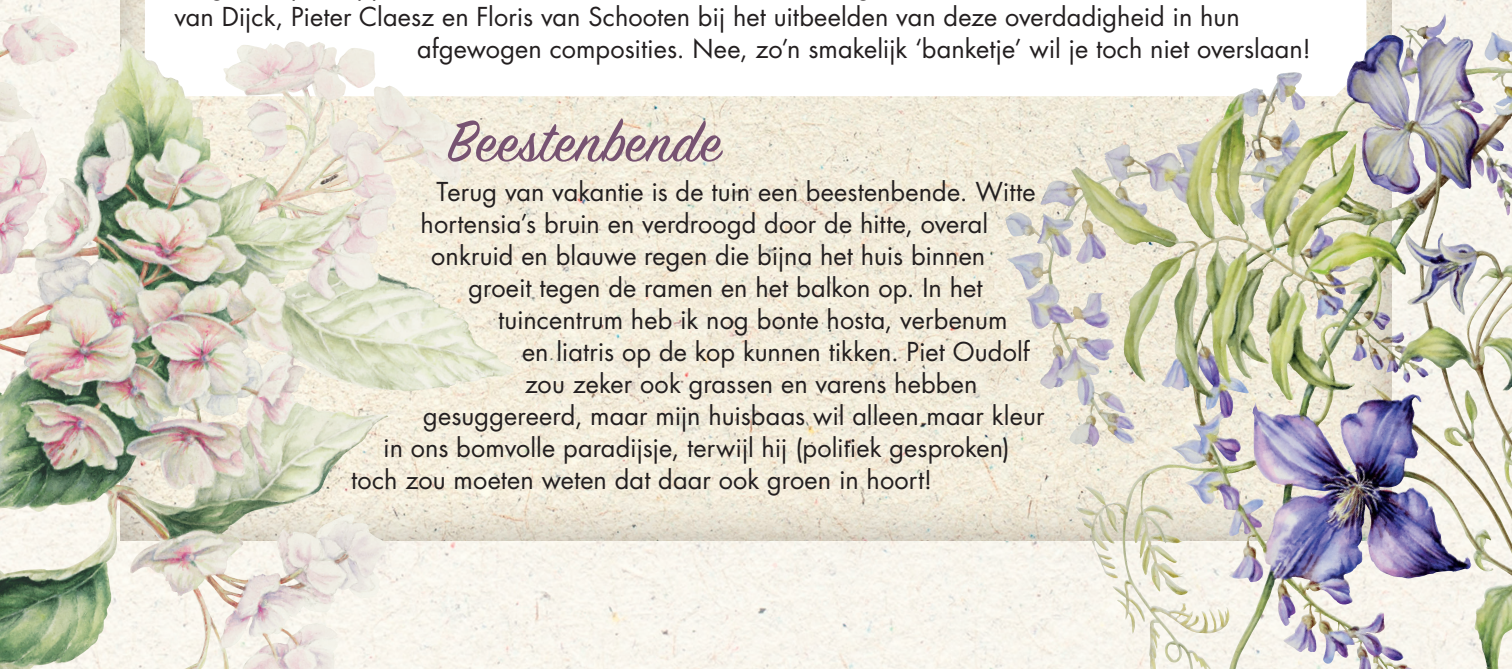 van Dijck, Pieter Claesz en Floris van Schooten bij het uitbeelden van deze overdadigheid in hun
afgewogen composities. Nee, zo’n smakelijk ‘banketje’ wil je toch niet overslaan!
Beestenbende
Terug van vakantie is de tuin een beestenbende. Witte
hortensia’s bruin en verdroogd door de hitte, overal
onkruid en blauwe regen die bijna het huis binnen
groeit tegen de ramen en het balkon op. In het
tuincentrum heb ik nog bonte hosta, verbenum
en liatris op de kop kunnen tikken. Piet Oudolf
zou zeker ook grassen en varens hebben
gesuggereerd, maar mijn huisbaas wil alleen maar kleur
in ons bomvolle paradijsje, terwijl hij (politiek gesproken)
toch zou moeten weten dat daar ook groen in hoort!